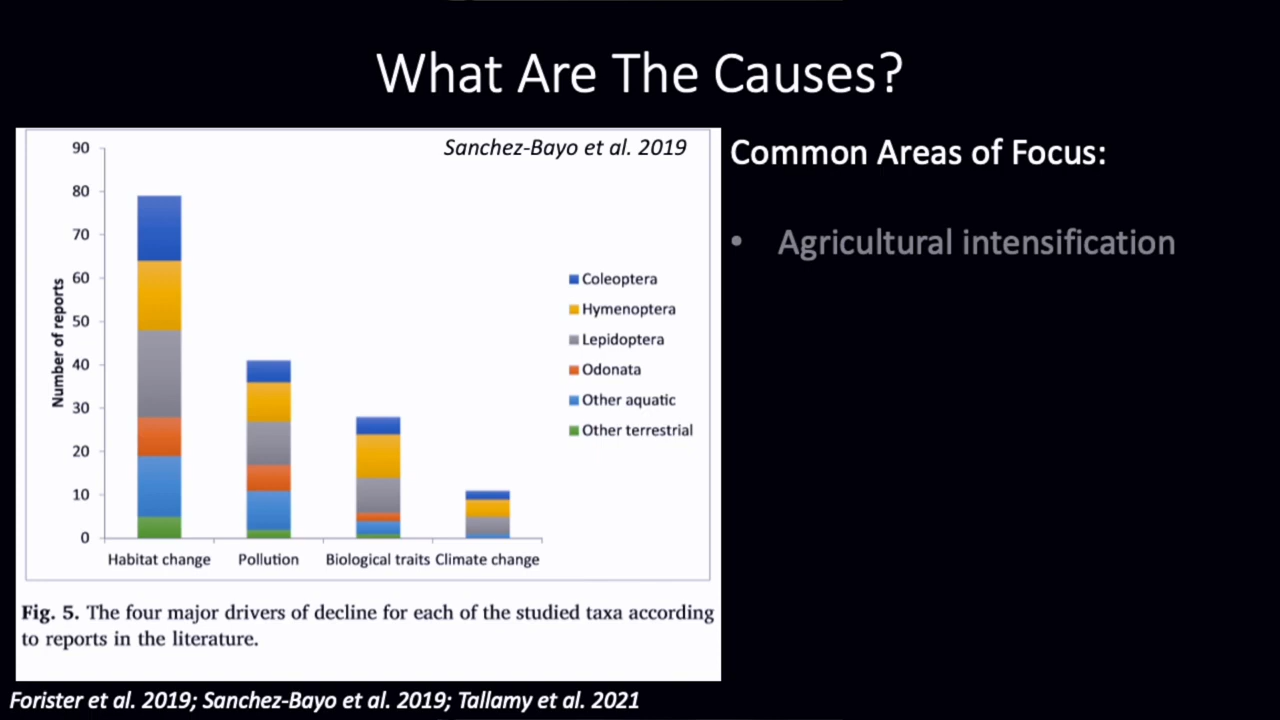 What Are The Causes?
Sanchez-Bayo et al. 2019
90
80
70
60
50
40
30
20
10
0
Number of reports
Habitat change
Pollution
Biological traits
Climate change
Coleoptera
Hymenoptera
Lepidoptera
Odonata
Other aquatic
Other terrestrial
Fig. 5. The four major drivers of decline for each of the studied taxa according
to reports in the literature.
Common Areas of Focus:
• Agricultural intensification
Forister et al. 2019; Sanchez-Bayo et al. 2019; Tallamy et al. 2021